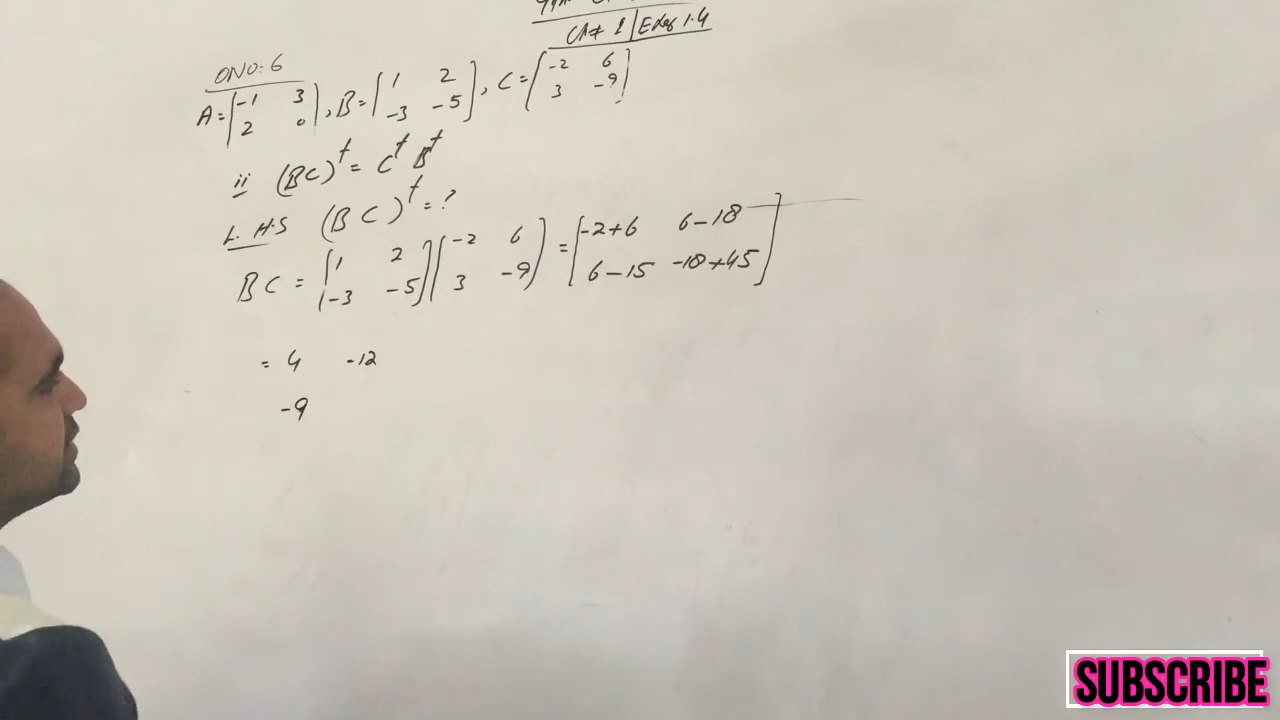 Ch# 1 | Exer 1.4
QNO: 6
A = [-1 3 2 0], B = [1 2 -3 -5], C = [-2 6 3 -9]
ii (BC)^t = C^t B^t
L.H.S (BC)^t = ?
BC = [1 2 -3 -5] [-2 6 3 -9] = [-2+6 6-18 6-15 -18+45]
= 4 -12
-9
SUBSCRIBE